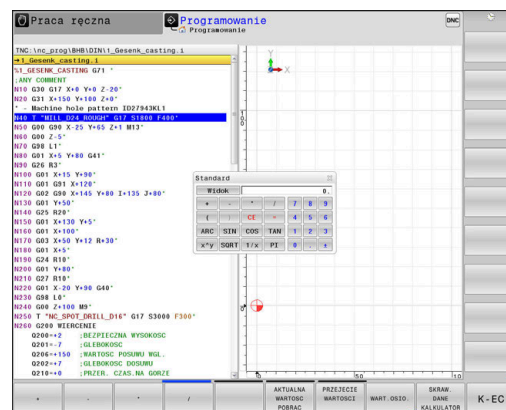 Praca ręczna
Programowanie
Programowanie
DNC
TNC:\nc_prog\BHB\DIN\1_Gesenk_casting.i
→1_Gesenk_casting.i
%1_GESENK_CASTING G71 *
;ANY COMMENT
N10 G30 G17 X+0 Y+0 Z-20*
N20 G31 X+150 Y+100 Z+0*
* - Machine hole pattern ID27943KL1
N40 T "MILL_D24_ROUGH" G17 S1800 F400*
N50 G00 G90 X-25 Y+65 Z+1 M13*
N60 G00 Z-5*
N70 G98 L1*
N80 G01 X+5 Y+80 G41*
N90 G26 R3*
N100 G01 X+15 Y+90*
N110 G01 G91 X+120*
N120 G02 G90 X+145 Y+80 I+135 J+80*
N130 G01 Y+50*
N140 G25 R20*
N150 G01 X+130 Y+5*
N160 G01 X+100*
N170 G03 X+50 Y+12 R+30*
N180 G01 X+5*
N190 G24 R10*
N200 G01 Y+80*
N210 G27 R10*
N220 G01 X-20 Y+90 G40*
N230 G98 L0*
N240 G00 Z+100 M9*
N250 T "NC_SPOT_DRILL_D16" G17 S3000 F300*
N260 G200 WIERCENIE
Q200=+2 ;BEZPIECZNA WYSOKOSC
Q201=-7 ;GLEBOKOSC
Q206=+150 ;WARTOSC POSUWU WGL.
Q202=+7 ;GLEBOKOSC DOSUWU
Q210=+0 ;PRZER. CZAS.NA GORZE
Y
X
100
0
0
50
100
Standard
Widok 0.
+ - * / 7 8 9
( ) CE = 4 5 6
ARC SIN COS TAN 1 2 3
x^y SQRT 1/x PI 0 . ±
+ - * /
AKTUALNA
WARTOSC
POBRAC
PRZEJECIE
WARTOSCI
WART.OSIO.
SKRAW.
DANE
KALKULATOR
K-EC